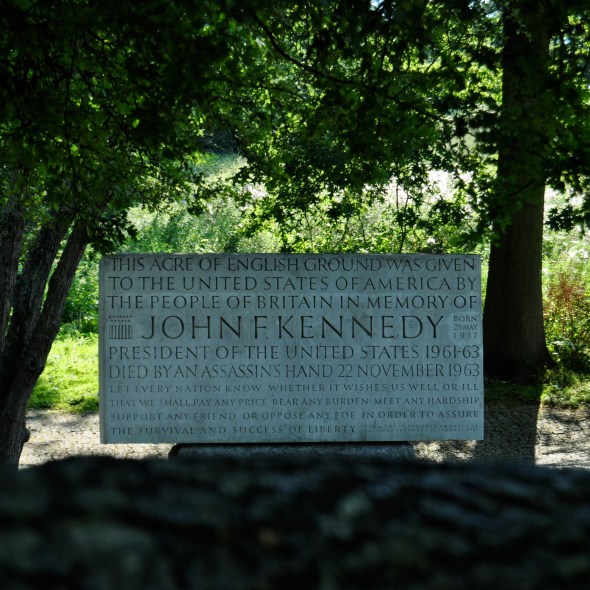 THIS ACRE OF ENGLISH GROUND WAS GIVEN
TO THE UNITED STATES OF AMERICA BY
THE PEOPLE OF BRITAIN IN MEMORY OF
JOHN F. KENNEDY
BORN
29 MAY
1917
PRESIDENT OF THE UNITED STATES 1961-63
DIED BY AN ASSASSIN'S HAND 22 NOVEMBER 1963
LET EVERY NATION KNOW WHETHER IT WISHES US WELL OR ILL
THAT WE SHALL PAY ANY PRICE BEAR ANY BURDEN MEET ANY HARDSHIP
SUPPORT ANY FRIEND OR OPPOSE ANY FOE IN ORDER TO ASSURE
THE SURVIVAL AND SUCCESS OF LIBERTY